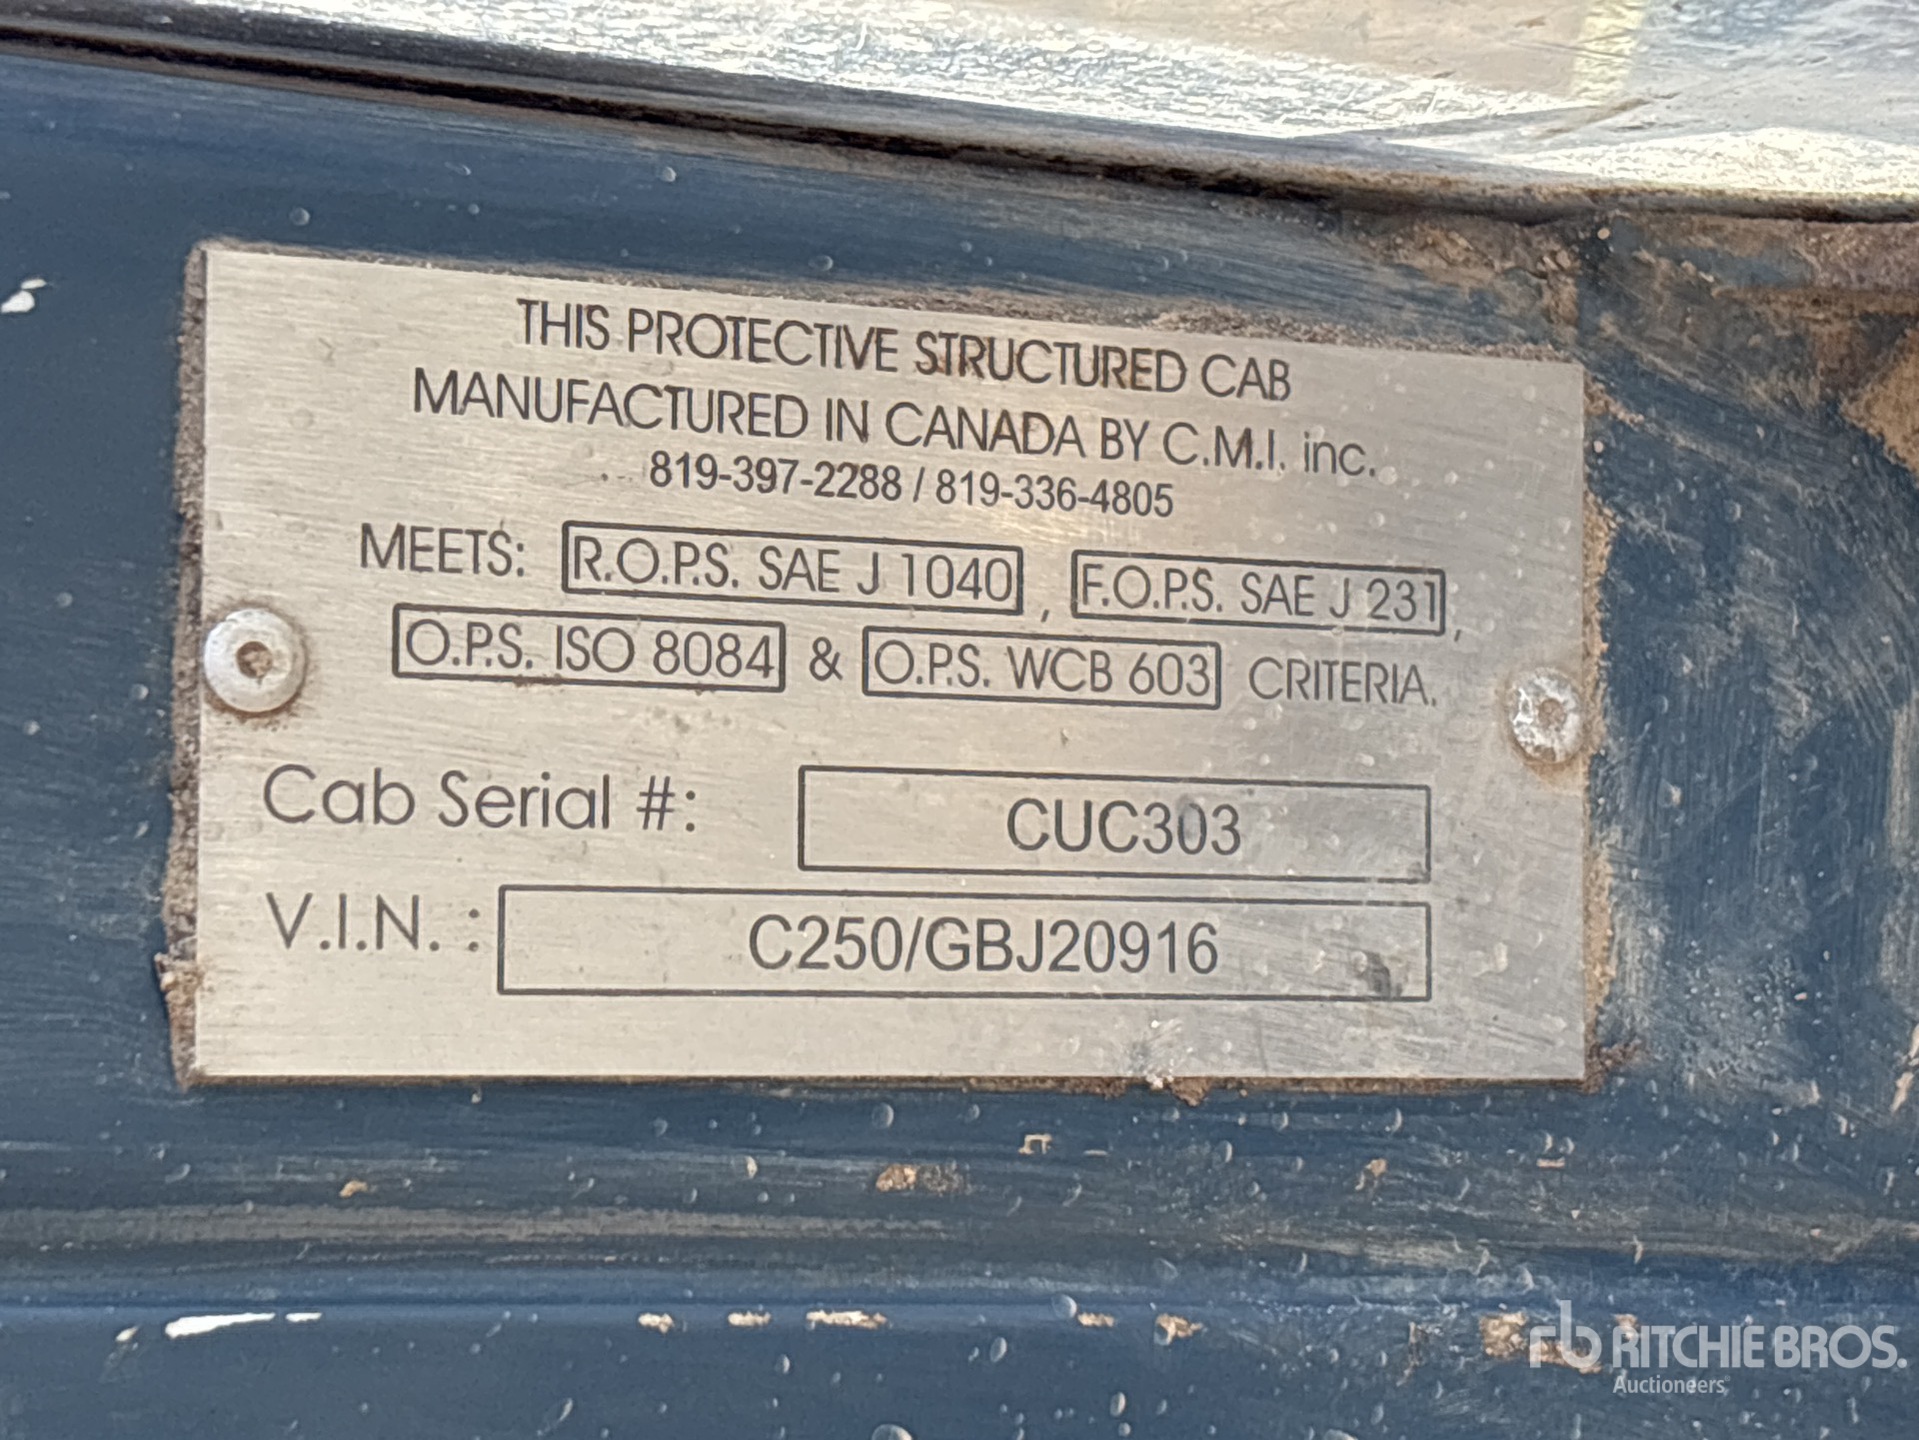 THIS PROTECTIVE STRUCTURED CAB
MANUFACTURED IN CANADA BY C.M.I. inc.
819-397-2288 / 819-336-4805
MEETS: R.O.P.S. SAE J 1040 , F.O.P.S. SAE J 231 ,
O.P.S. ISO 8084 & O.P.S. WCB 603 CRITERIA.
Cab Serial #: CUC303
V.I.N. : C250/GBJ20916
rb RITCHIE BROS.
Auctioneers